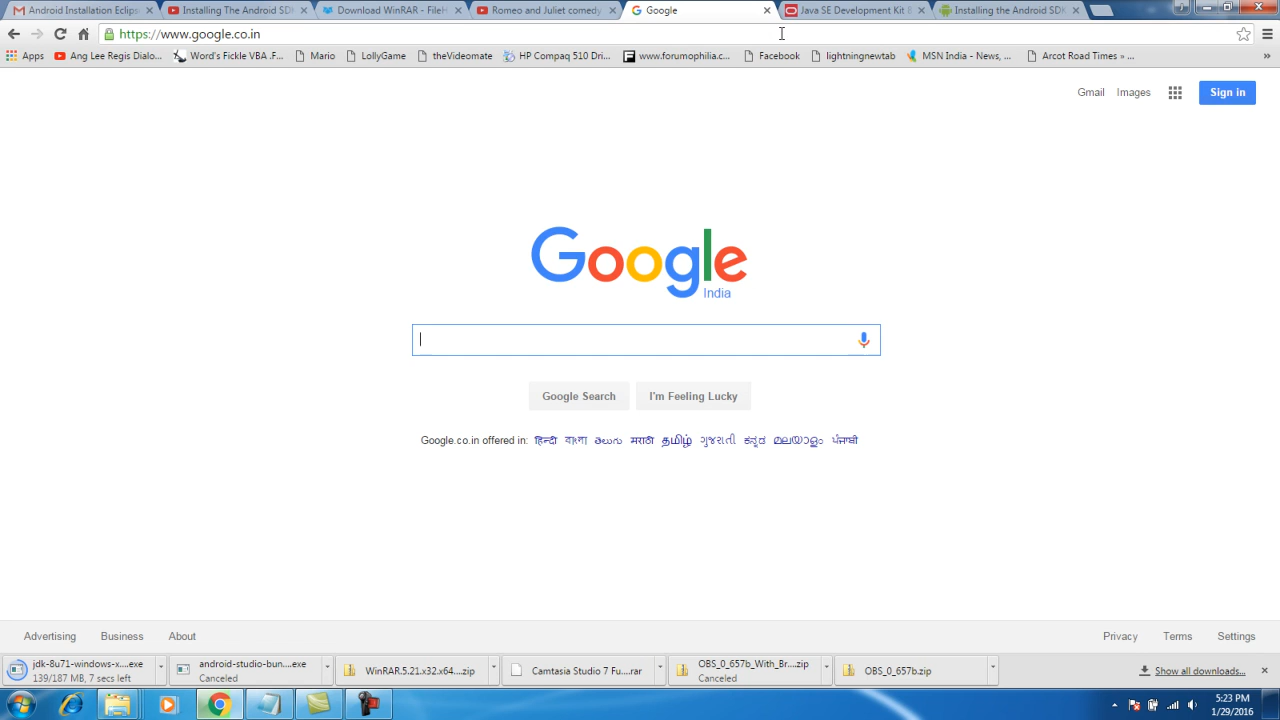 Android Installation Eclips
Installing The Android SDK
Download WinRAR - FileH
Romeo and Juliet comedy
Google
Java SE Development Kit 8
Installing the Android SDK
https://www.google.co.in
Apps
Ang Lee Regis Dialo...
Word's Fickle VBA .F...
Mario
LollyGame
theVideomate
HP Compaq 510 Dri...
www.forumophilia.c...
Facebook
lightningnewtab
MSN India - News, ...
Arcot Road Times » ...
»
Gmail
Images
Sign in
Google
India
Google Search
I'm Feeling Lucky
Google.co.in offered in: हिन्दी বাংলা తెలుగు मराठी தமிழ் ગુજરાતી ಕನ್ನಡ മലയാളം ਪੰਜਾਬੀ
Advertising
Business
About
Privacy
Terms
Settings
jdk-8u71-windows-x....exe
139/187 MB, 7 secs left
android-studio-bun....exe
Canceled
WinRAR.5.21.x32.x64....zip
Camtasia Studio 7 Fu....rar
OBS_0_657b_With_Br....zip
Canceled
OBS_0_657b.zip
Show all downloads...
5:23 PM
1/29/2016